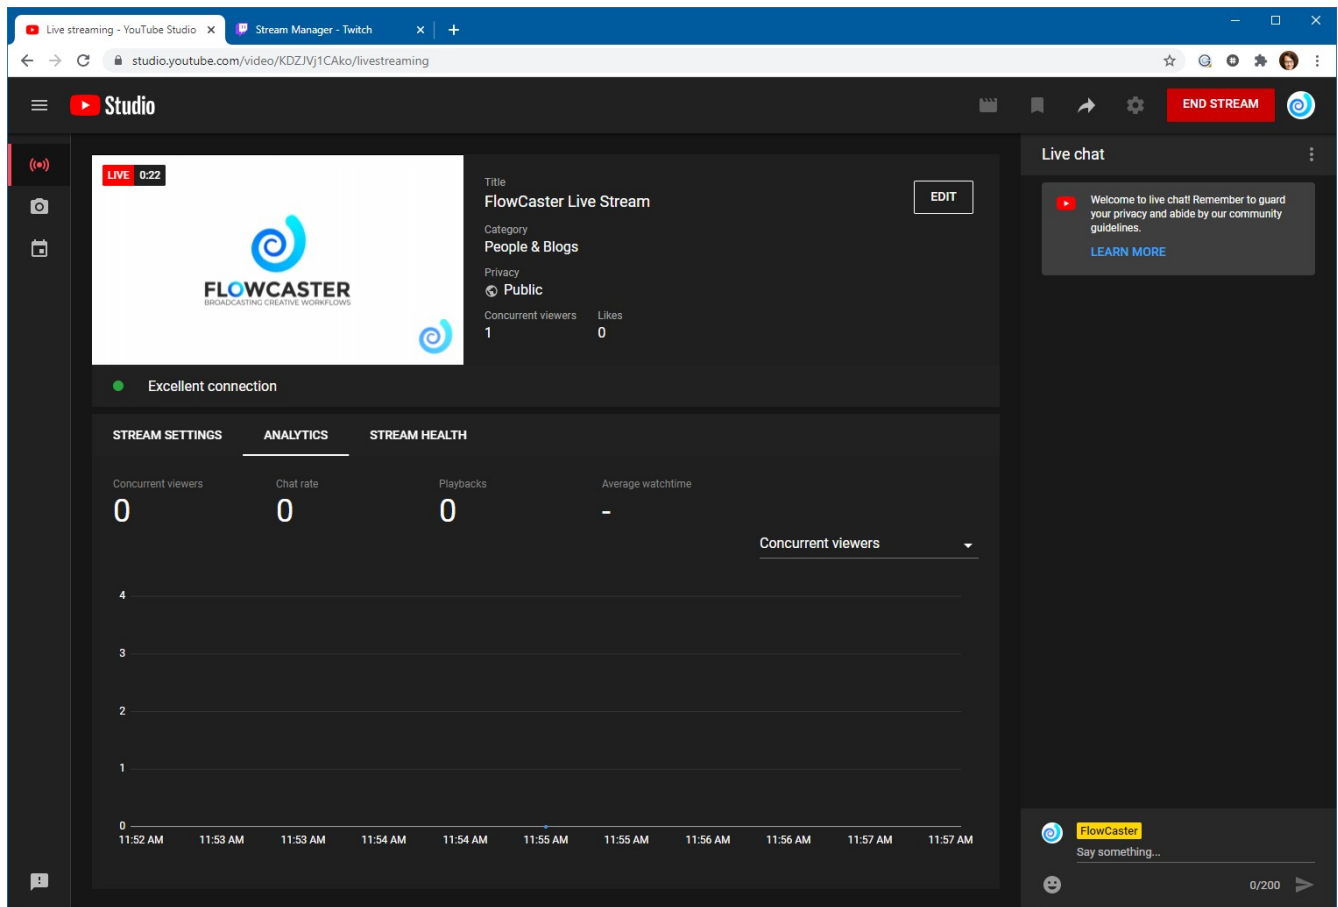 Live streaming - YouTube Studio
Stream Manager - Twitch
studio.youtube.com/video/KDZJVj1CAko/livestreaming
Studio
END STREAM
LIVE 0:22
FLOWCASTER
BROADCASTING CREATIVE WORKFLOWS
Title
FlowCaster Live Stream
EDIT
Category
People & Blogs
Privacy
Public
Concurrent viewers Likes
1 0
Excellent connection
STREAM SETTINGS ANALYTICS STREAM HEALTH
Concurrent viewers Chat rate Playbacks Average watchtime
0 0 0 -
Concurrent viewers
4
3
2
1
0
11:52 AM 11:53 AM 11:53 AM 11:54 AM 11:54 AM 11:55 AM 11:55 AM 11:56 AM 11:56 AM 11:57 AM 11:57 AM
Live chat
Welcome to live chat! Remember to guard
your privacy and abide by our community
guidelines.
LEARN MORE
FlowCaster
Say something...
0/200